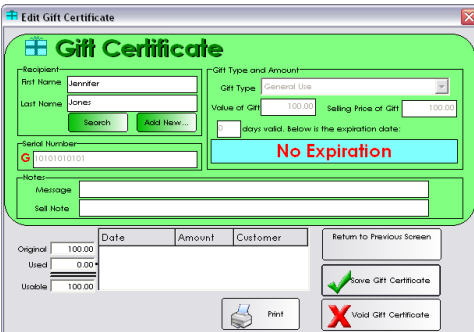 Edit Gift Certificate
Gift Certificate
Recipient
First Name Jennifer
Last Name Jones
Search Add New...
Gift Type and Amount
Gift Type General Use
Value of Gift 100.00 Selling Price of Gift 100.00
0 days valid. Below is the expiration date:
No Expiration
Serial Number
G 10101010101
Notes
Message
Sell Note
Original 100.00
Used 0.00
Usable 100.00
Date Amount Customer
Return to Previous Screen
Save Gift Certificate
Print
Void Gift Certificate